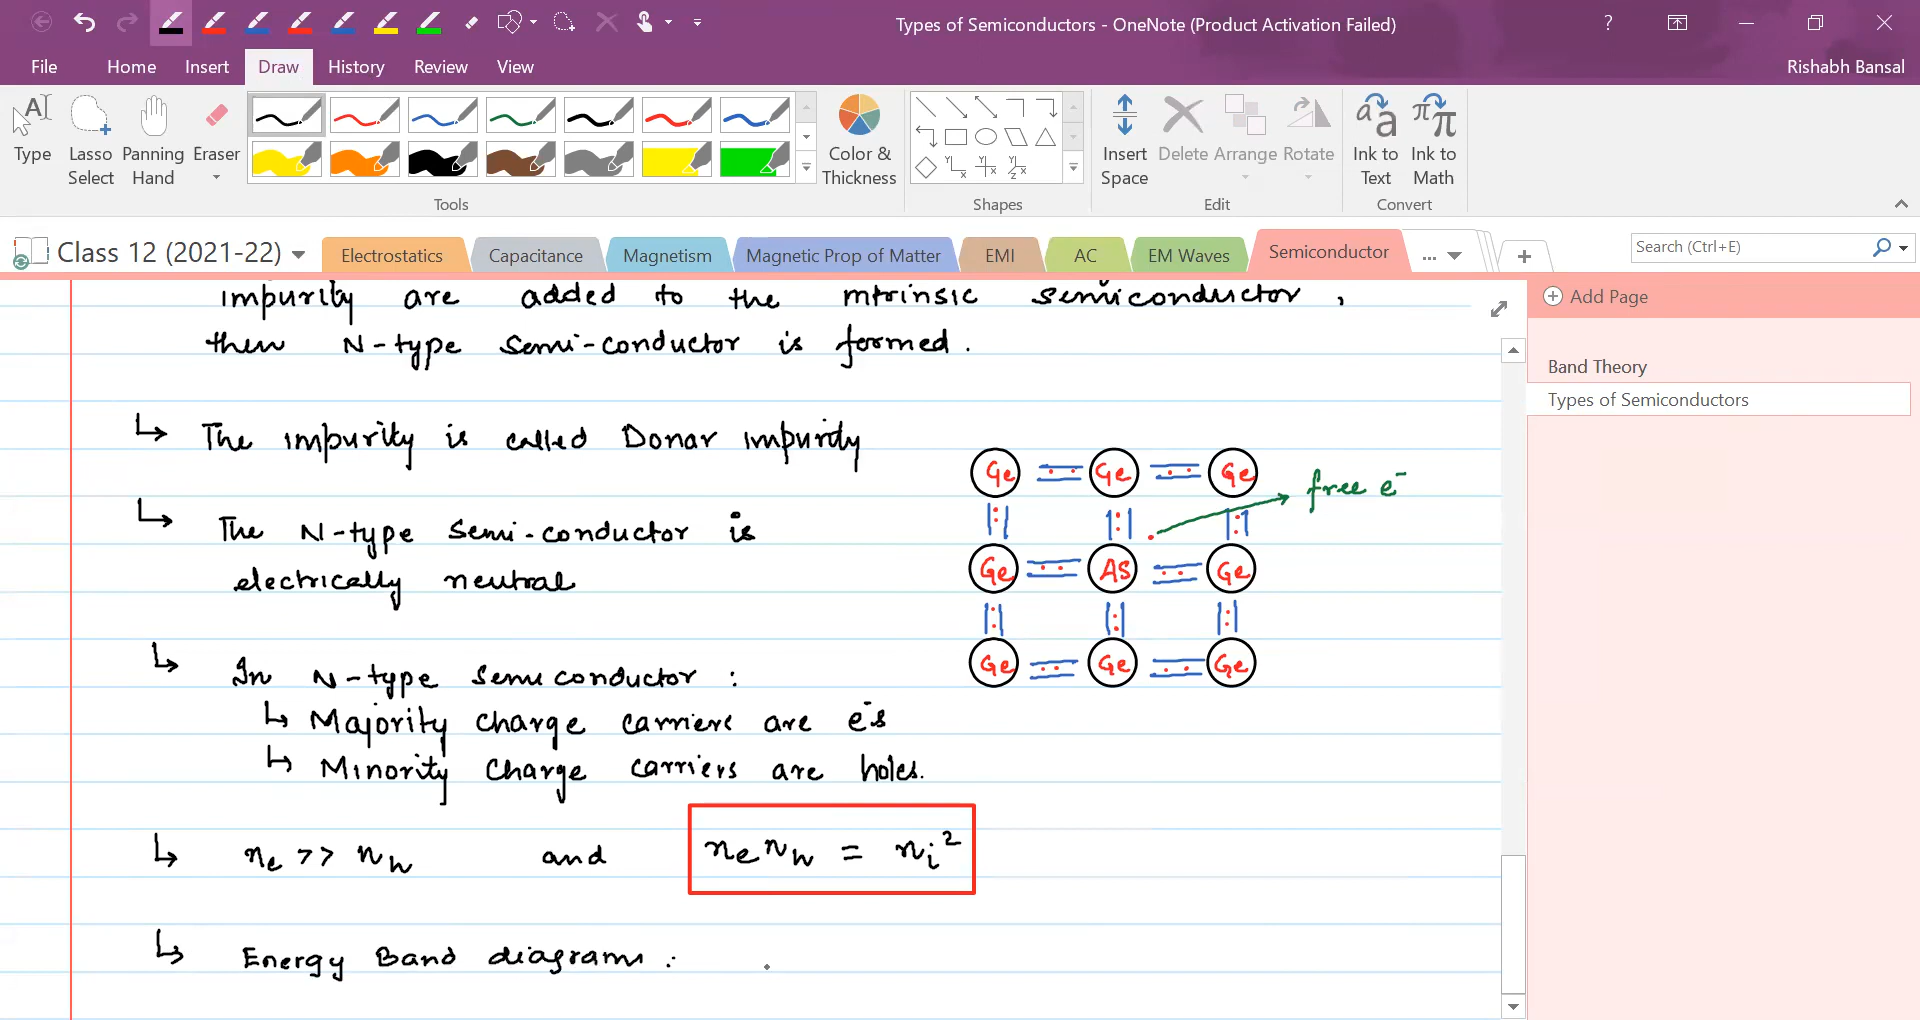 Types of Semiconductors - OneNote (Product Activation Failed)
?
File Home Insert Draw History Review View
Rishabh Bansal
Type
Lasso Select
Panning Hand
Eraser
Color & Thickness
Insert Space
Delete
Arrange
Rotate
Ink to Text
Ink to Math
Tools
Shapes
Edit
Convert
Class 12 (2021-22)
Electrostatics
Capacitance
Magnetism
Magnetic Prop of Matter
EMI
AC
EM Waves
Semiconductor
...
Search (Ctrl+E)
Add Page
Band Theory
Types of Semiconductors
impurity are added to the intrinsic semiconductor,
then N-type semi-conductor is formed.
↳ The impurity is called Donar impurity
↳ The N-type semi-conductor is
electrically neutral
↳ In N-type semiconductor :
↳ Majority charge carriers are e⁻s
↳ Minority charge carriers are holes.
↳ nₑ >> nₕ and nₑnₕ = nᵢ²
↳ Energy Band diagram :
Ge Ge Ge
free e⁻
Ge As Ge
Ge Ge Ge